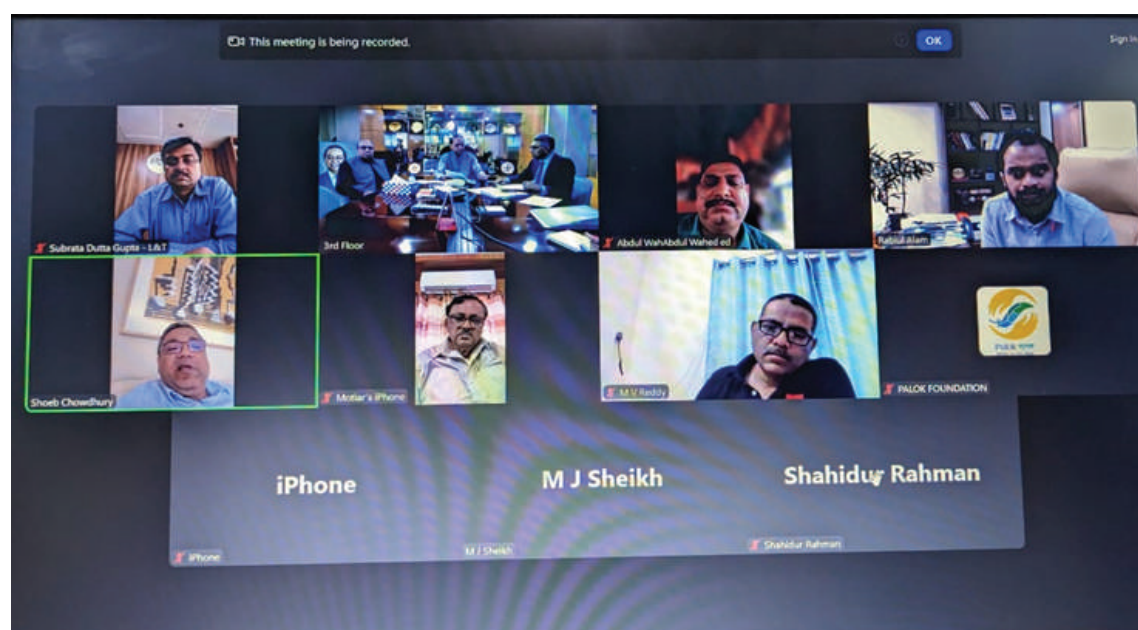 This meeting is being recorded.
OK
Sign In
Subrata Dutta Gupta - L&T
3rd Floor
Abdul WahAbdul Wahed ed
Rabiul Alam
Shoeb Chowdhury
Motiar's iPhone
M V Reddy
PALOK FOUNDATION
iPhone
M J Sheikh
Shahidur Rahman
iPhone
M J Sheikh
Shahidur Rahman